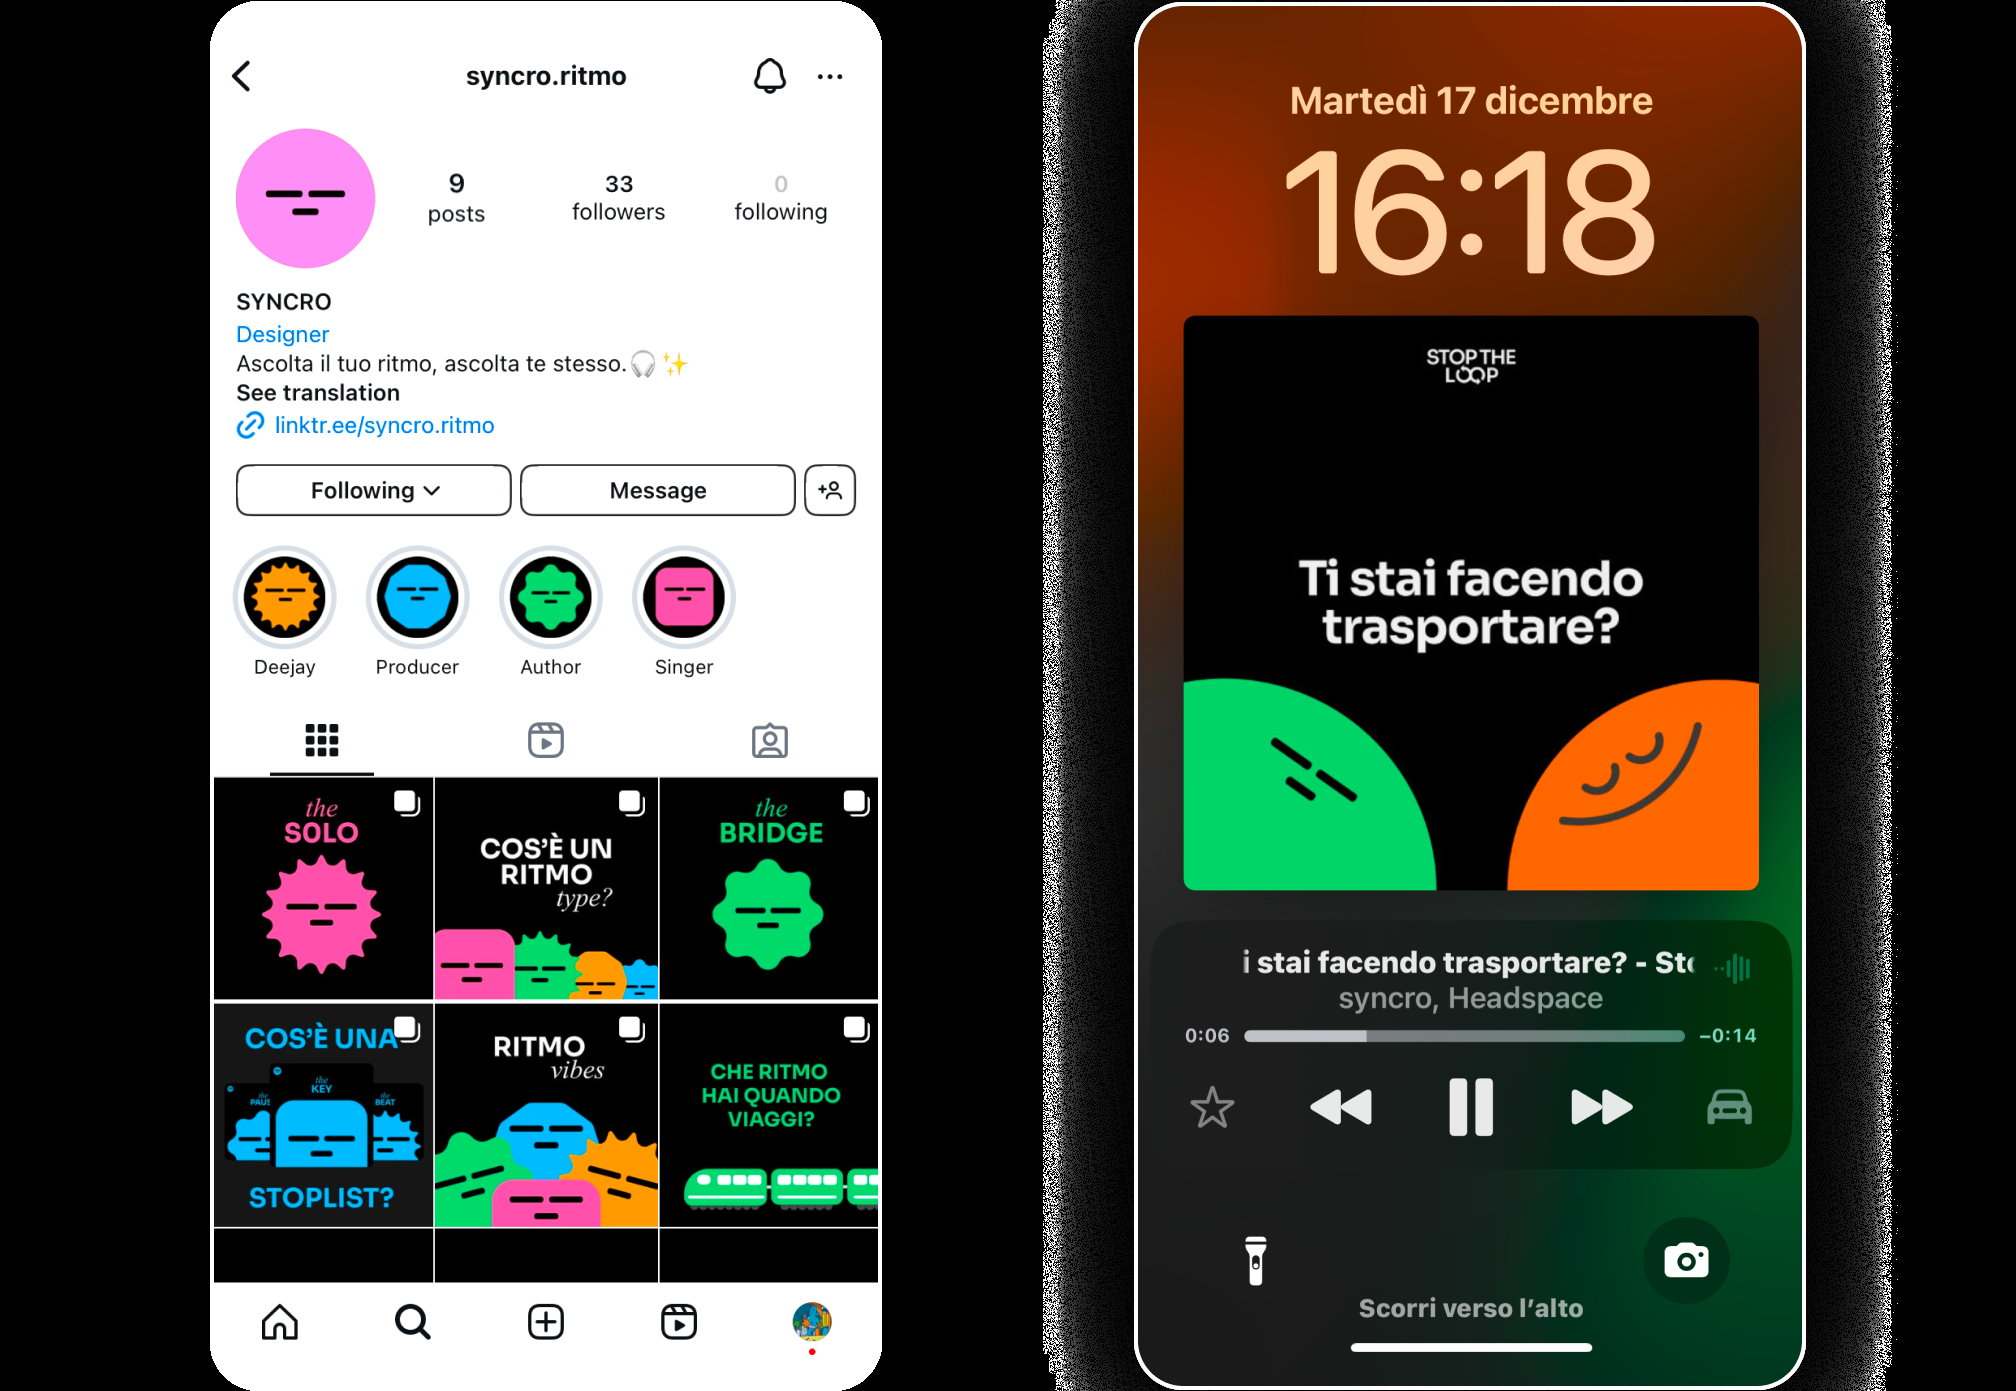 syncro.ritmo
9
posts
33
followers
0
following
SYNCRO
Designer
Ascolta il tuo ritmo, ascolta te stesso.🎧✨
See translation
linktr.ee/syncro.ritmo
Following
Message
Deejay
Producer
Author
Singer
the
SOLO
COS'È UN
RITMO
type?
the
BRIDGE
COS'È UNA
the
PAUS
the
KEY
the
BEAT
STOPLIST?
RITMO
vibes
CHE RITMO
HAI QUANDO
VIAGGI?
Martedì 17 dicembre
16:18
STOP THE
LOOP
Ti stai facendo
trasportare?
i stai facendo trasportare? - Sto
syncro, Headspace
0:06
−0:14
Scorri verso l'alto